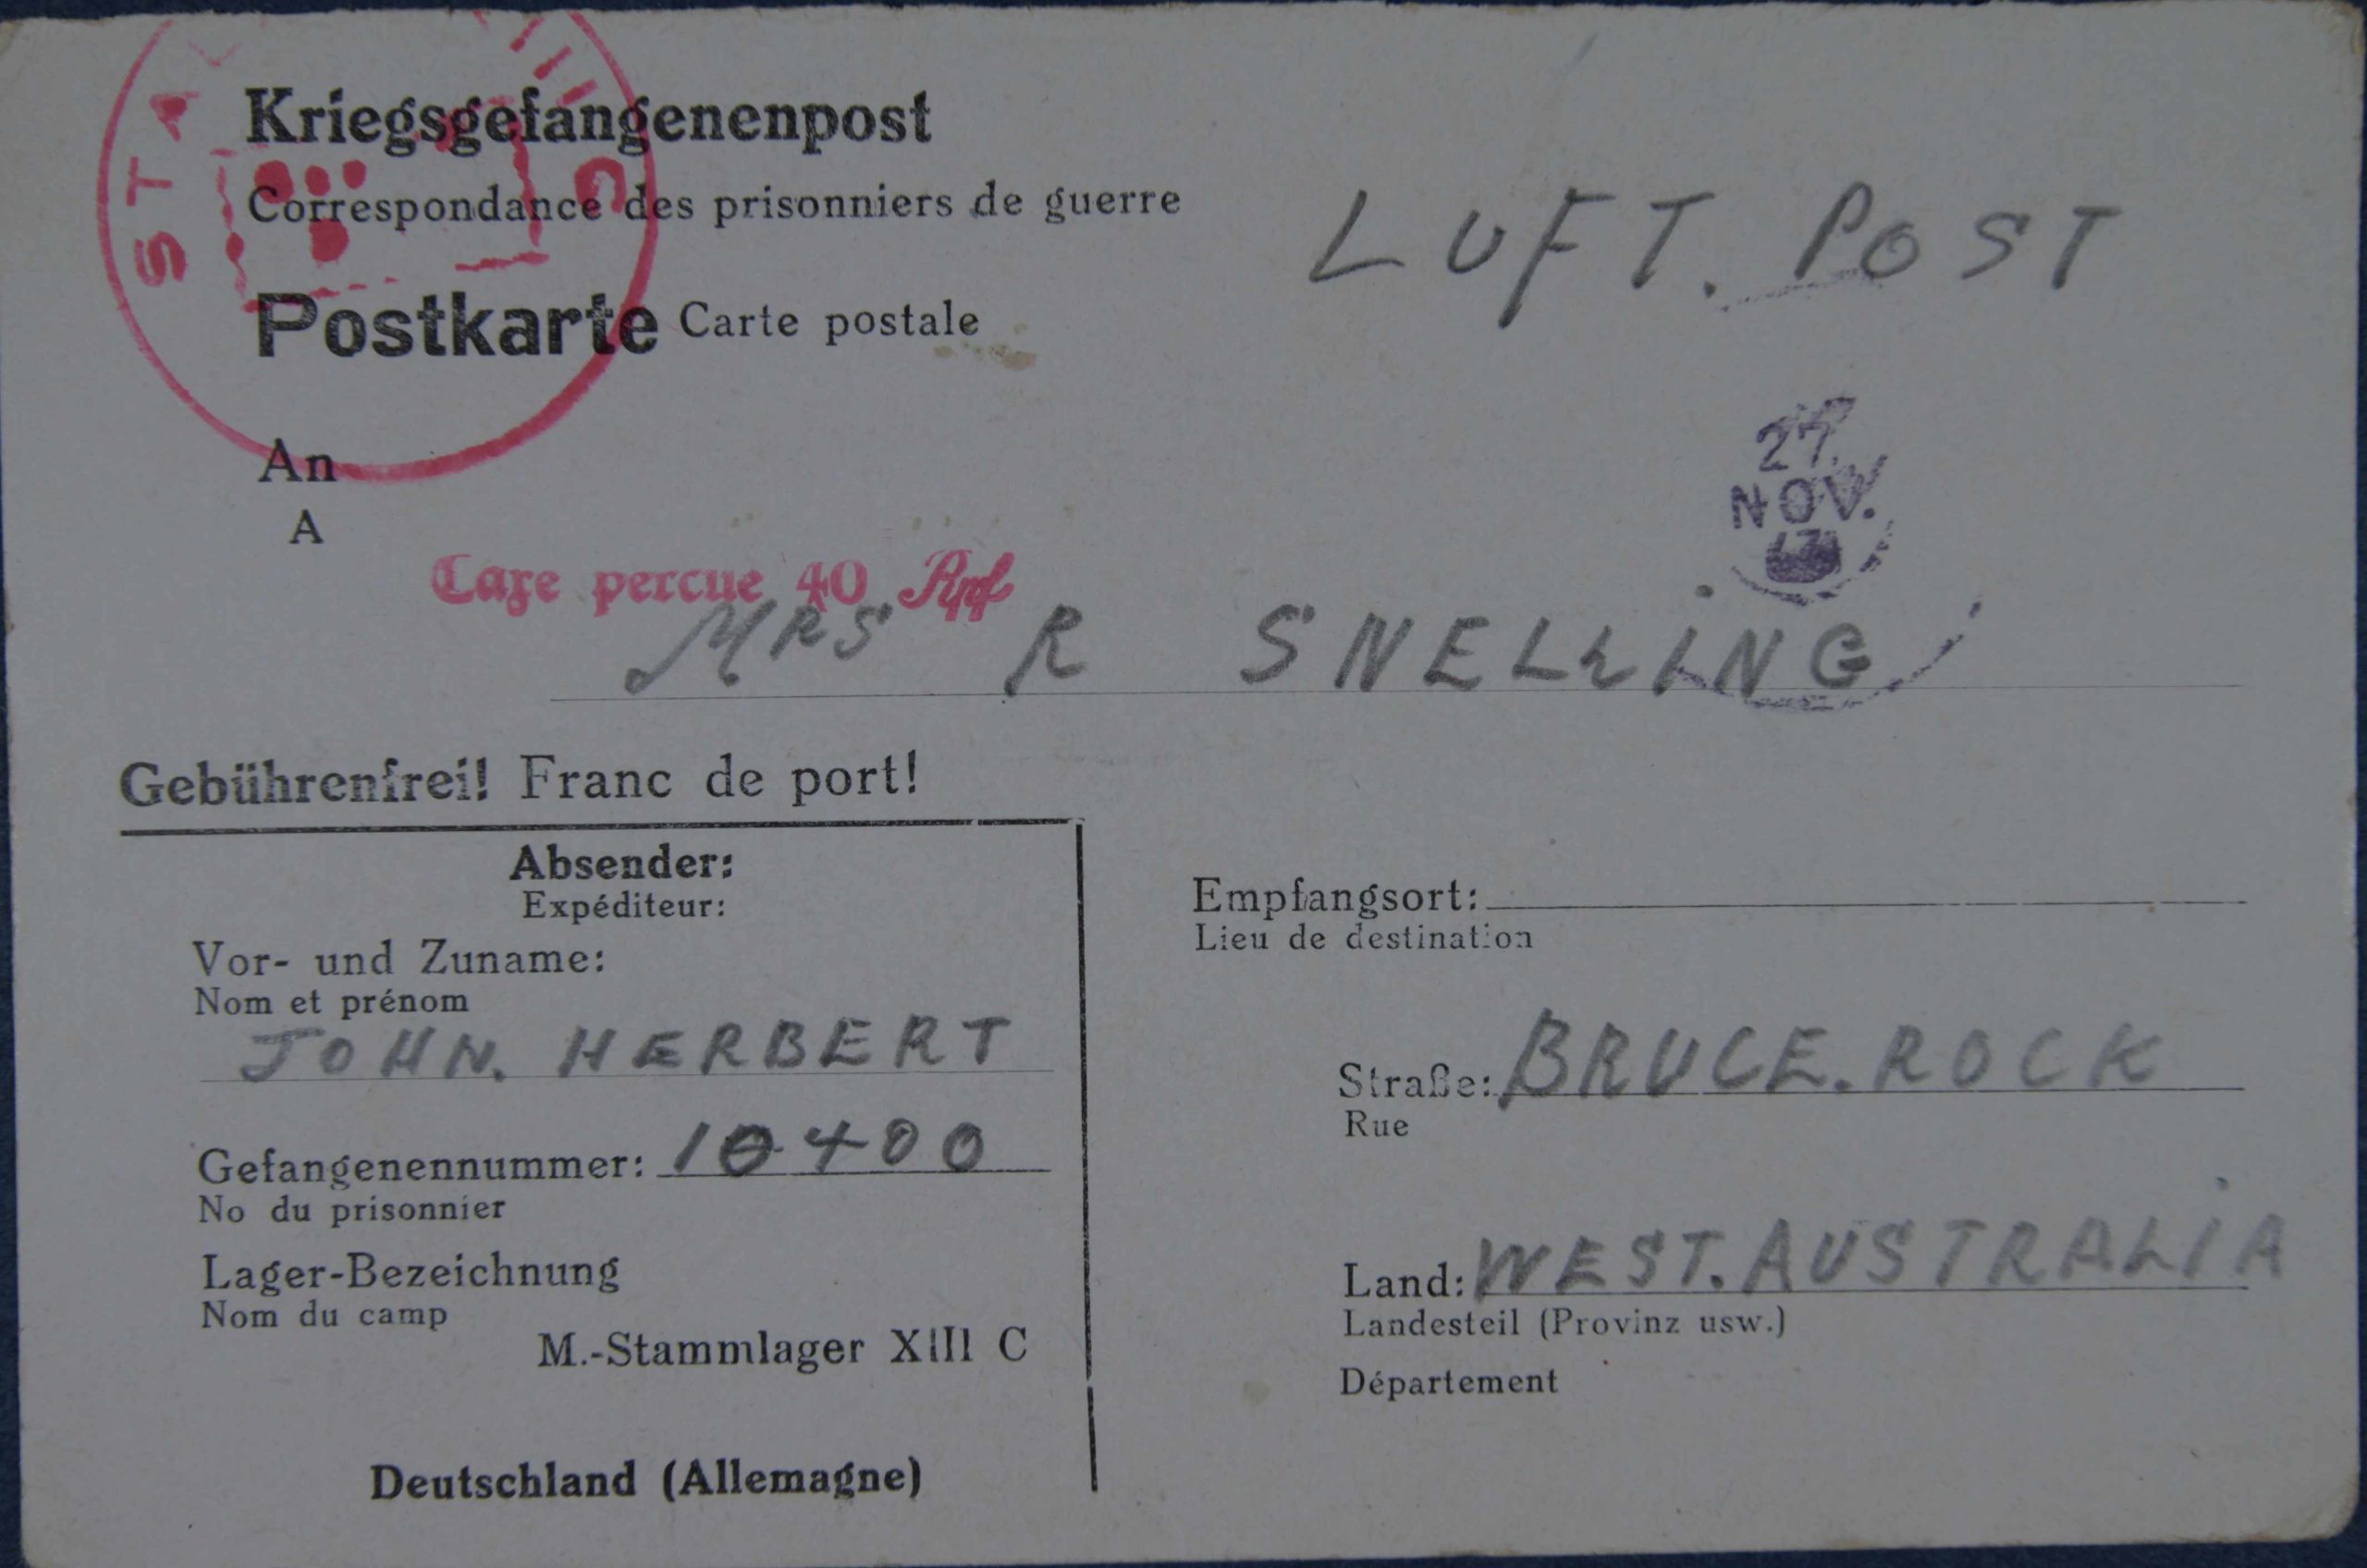 Kriegsgefangenenpost
Correspondance des prisonniers de guerre
LUFT. POST
Postkarte Carte postale
An
A
27.
NOV.
Taxe percue 40 Rpf
MRS R SNELLING
Gebührenfrei! Franc de port!
Absender:
Expéditeur:
Vor- und Zuname:
Nom et prénom
JOHN. HERBERT
Gefangenennummer: 10400
No du prisonnier
Lager-Bezeichnung
Nom du camp
M.-Stammlager XIII C
Deutschland (Allemagne)
Empfangsort:
Lieu de destination
Straße: BRUCE. ROCK
Rue
Land: WEST. AUSTRALIA
Landesteil (Provinz usw.)
Département